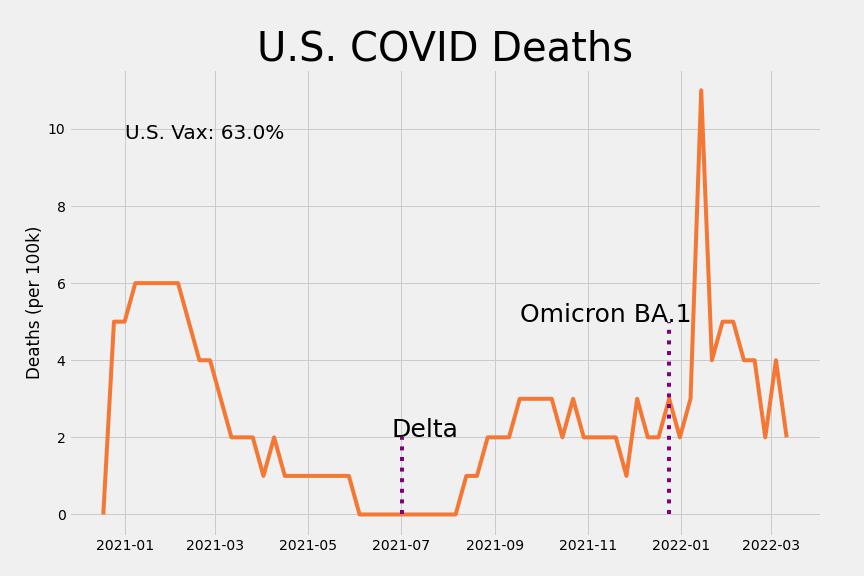 U.S. COVID Deaths
U.S. Vax: 63.0%
Deaths (per 100k)
10
8
6
4
2
0
Omicron BA.1
Delta
2021-01 2021-03 2021-05 2021-07 2021-09 2021-11 2022-01 2022-03